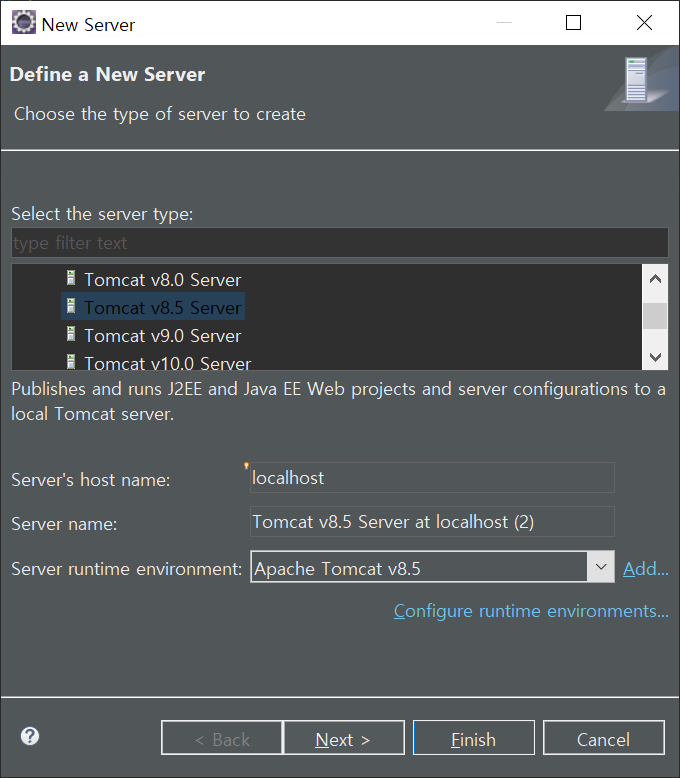 New Server
Define a New Server
Choose the type of server to create
Select the server type:
type filter text
Tomcat v8.0 Server
Tomcat v8.5 Server
Tomcat v9.0 Server
Tomcat v10.0 Server
Publishes and runs J2EE and Java EE Web projects and server configurations to a
local Tomcat server.
Server's host name: localhost
Server name: Tomcat v8.5 Server at localhost (2)
Server runtime environment: Apache Tomcat v8.5 Add...
Configure runtime environments...
? < Back Next > Finish Cancel